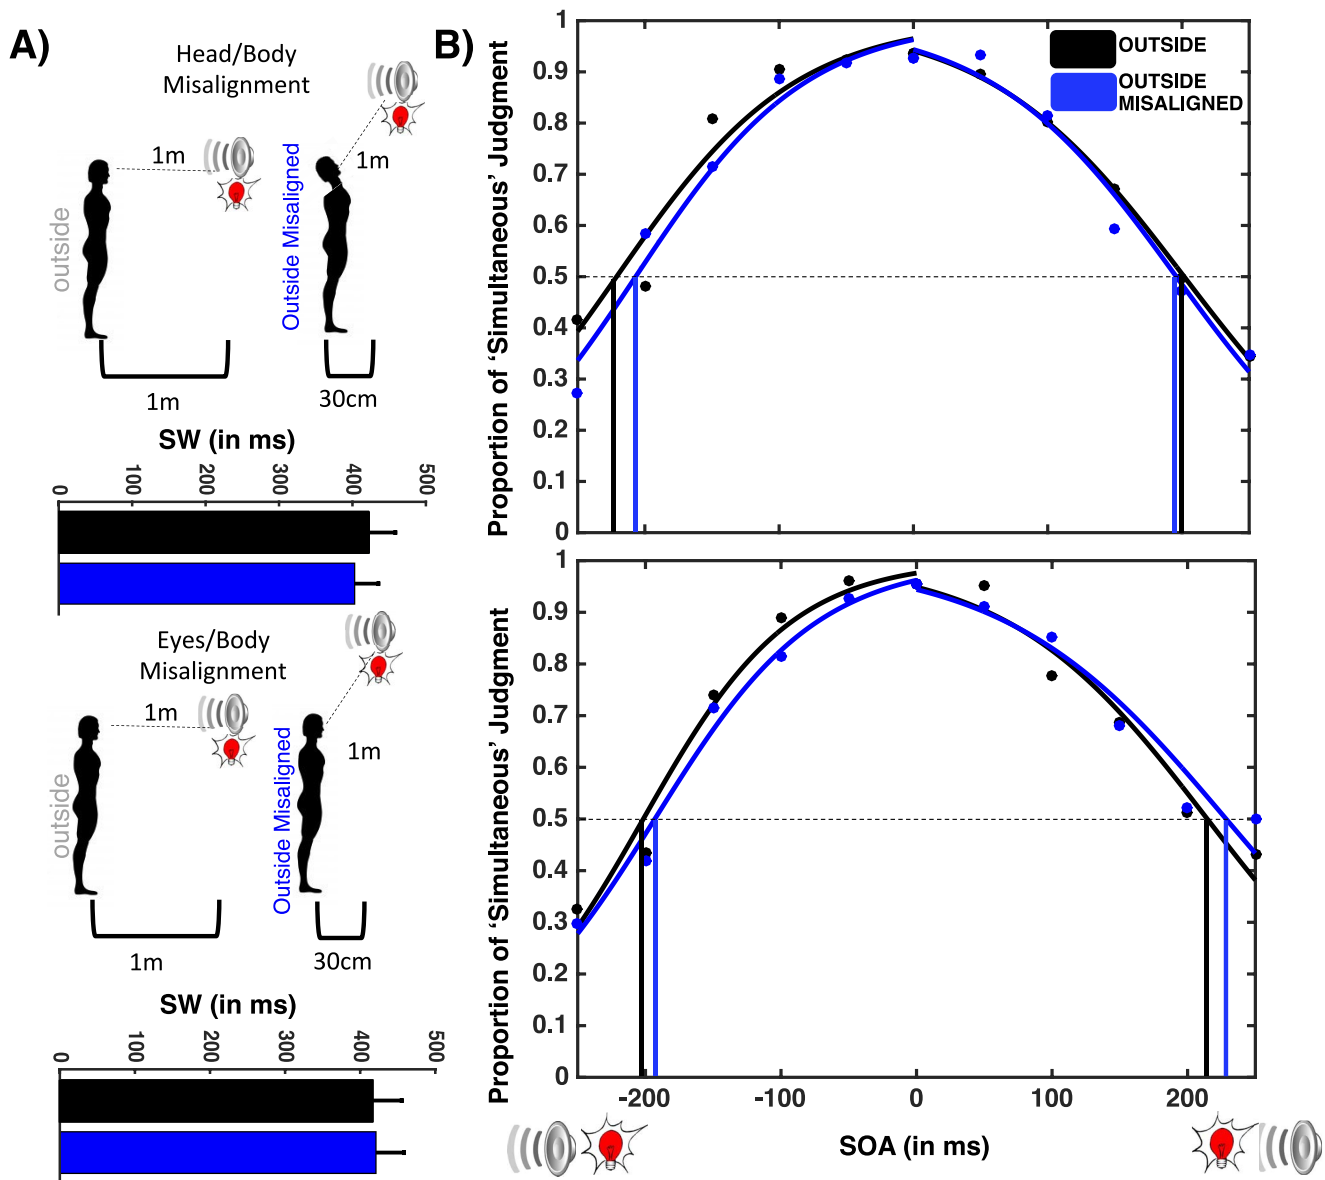 A)
Head/Body
Misalignment
1m
1m
outside
Outside Misaligned
1m
30cm
SW (in ms)
0 100 200 300 400 500
Eyes/Body
Misalignment
1m
1m
outside
Outside Misaligned
1m
30cm
SW (in ms)
0 100 200 300 400 500
B)
Proportion of 'Simultaneous' Judgment
1
0.9
0.8
0.7
0.6
0.5
0.4
0.3
0.2
0.1
0
OUTSIDE
OUTSIDE
MISALIGNED
Proportion of 'Simultaneous' Judgment
1
0.9
0.8
0.7
0.6
0.5
0.4
0.3
0.2
0.1
0
-200 -100 0 100 200
SOA (in ms)